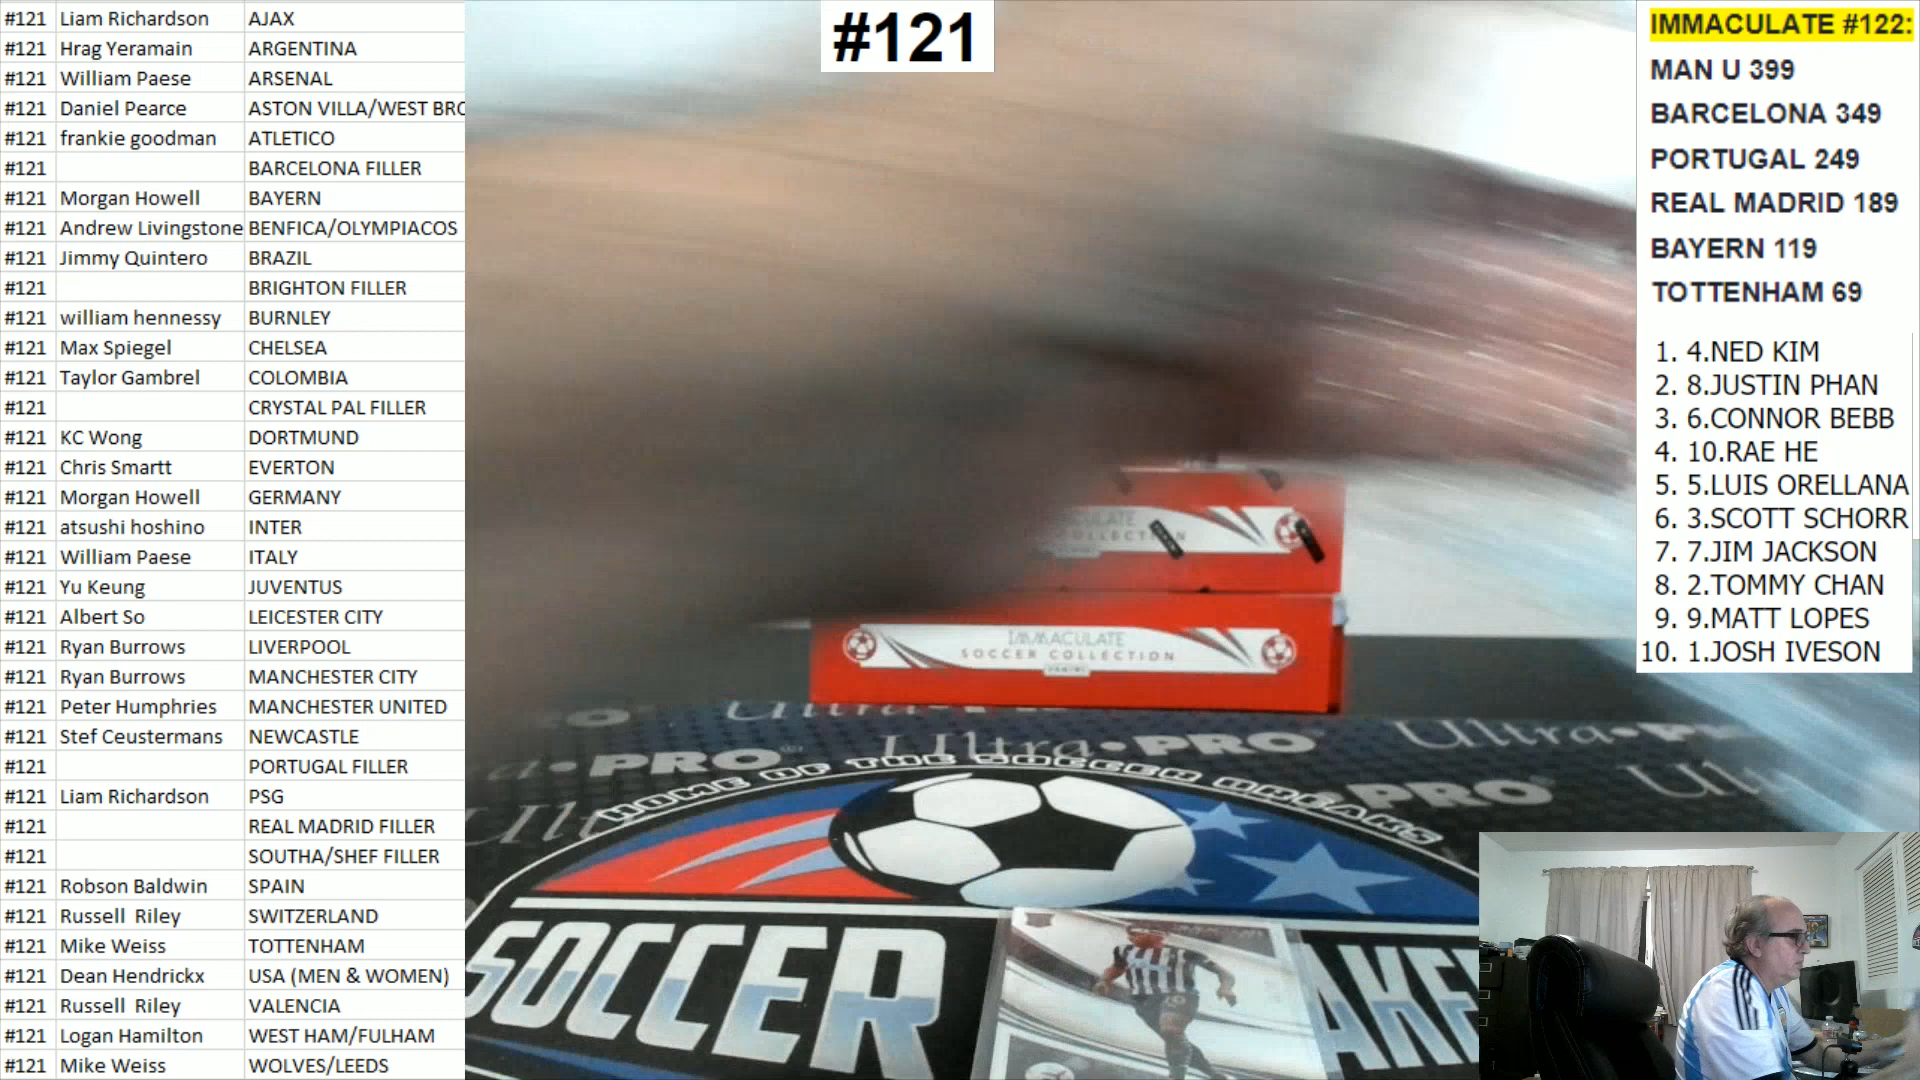 #121 Liam Richardson AJAX
#121 Hrag Yeramain ARGENTINA
#121 William Paese ARSENAL
#121 Daniel Pearce ASTON VILLA/WEST BRO
#121 frankie goodman ATLETICO
#121 BARCELONA FILLER
#121 Morgan Howell BAYERN
#121 Andrew Livingstone BENFICA/OLYMPIACOS
#121 Jimmy Quintero BRAZIL
#121 BRIGHTON FILLER
#121 william hennessy BURNLEY
#121 Max Spiegel CHELSEA
#121 Taylor Gambrel COLOMBIA
#121 CRYSTAL PAL FILLER
#121 KC Wong DORTMUND
#121 Chris Smartt EVERTON
#121 Morgan Howell GERMANY
#121 atsushi hoshino INTER
#121 William Paese ITALY
#121 Yu Keung JUVENTUS
#121 Albert So LEICESTER CITY
#121 Ryan Burrows LIVERPOOL
#121 Ryan Burrows MANCHESTER CITY
#121 Peter Humphries MANCHESTER UNITED
#121 Stef Ceustermans NEWCASTLE
#121 PORTUGAL FILLER
#121 Liam Richardson PSG
#121 REAL MADRID FILLER
#121 SOUTHA/SHEF FILLER
#121 Robson Baldwin SPAIN
#121 Russell Riley SWITZERLAND
#121 Mike Weiss TOTTENHAM
#121 Dean Hendrickx USA (MEN & WOMEN)
#121 Russell Riley VALENCIA
#121 Logan Hamilton WEST HAM/FULHAM
#121 Mike Weiss WOLVES/LEEDS
#121
IMMACULATE
SOCCER COLLECTION
Ultra•PRO
Ultra•PRO
HOME OF THE SOCCER BREAKS
SOCCER
IMMACULATE #122:
MAN U 399
BARCELONA 349
PORTUGAL 249
REAL MADRID 189
BAYERN 119
TOTTENHAM 69
1. 4.NED KIM
2. 8.JUSTIN PHAN
3. 6.CONNOR BEBB
4. 10.RAE HE
5. 5.LUIS ORELLANA
6. 3.SCOTT SCHORR
7. 7.JIM JACKSON
8. 2.TOMMY CHAN
9. 9.MATT LOPES
10. 1.JOSH IVESON